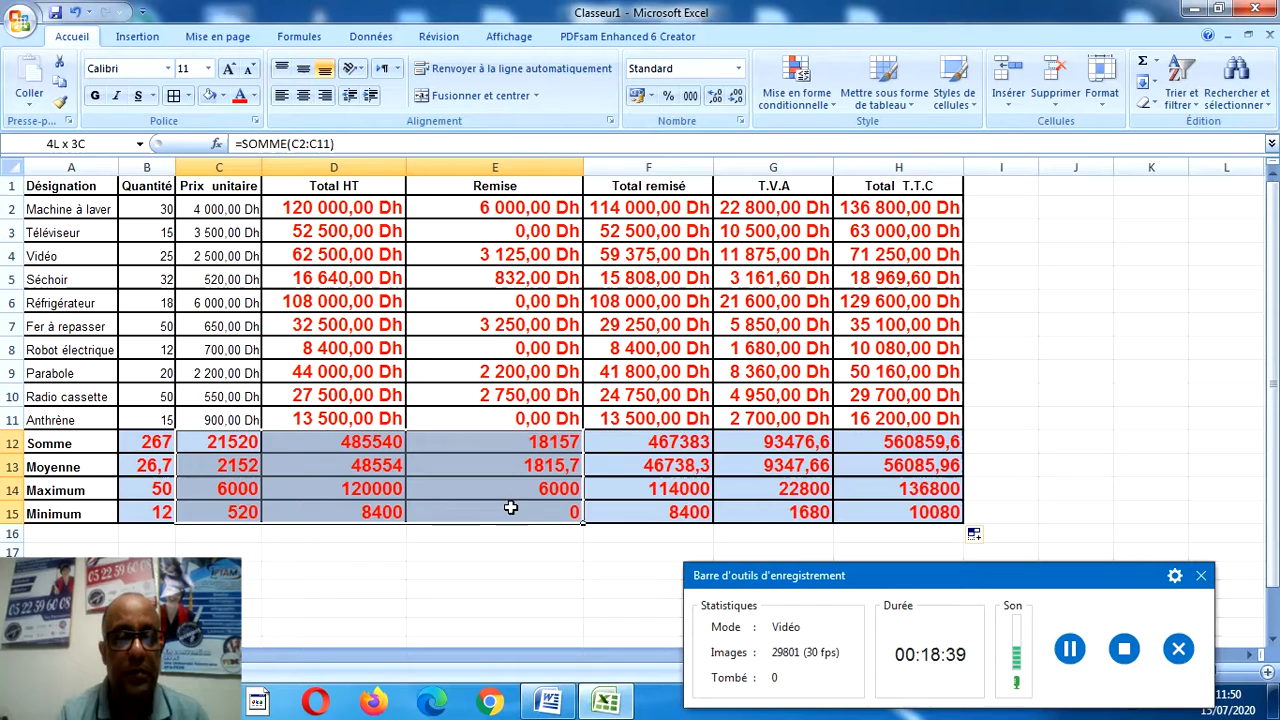 Classeur1 - Microsoft Excel
Accueil Insertion Mise en page Formules Données Révision Affichage PDFsam Enhanced 6 Creator
Coller
Presse-p...
Calibri 11
G I S
Police
Renvoyer à la ligne automatiquement
Fusionner et centrer
Alignement
Standard
% 000
Nombre
Mise en forme conditionnelle
Mettre sous forme de tableau
Styles de cellules
Style
Insérer Supprimer Format
Cellules
Trier et filtrer
Rechercher et sélectionner
Édition
4L x 3C fx =SOMME(C2:C11)
A B C D E F G H I J K L
1 Désignation Quantité Prix unitaire Total HT Remise Total remisé T.V.A Total T.T.C
2 Machine à laver 30 4 000,00 Dh 120 000,00 Dh 6 000,00 Dh 114 000,00 Dh 22 800,00 Dh 136 800,00 Dh
3 Téléviseur 15 3 500,00 Dh 52 500,00 Dh 0,00 Dh 52 500,00 Dh 10 500,00 Dh 63 000,00 Dh
4 Vidéo 25 2 500,00 Dh 62 500,00 Dh 3 125,00 Dh 59 375,00 Dh 11 875,00 Dh 71 250,00 Dh
5 Séchoir 32 520,00 Dh 16 640,00 Dh 832,00 Dh 15 808,00 Dh 3 161,60 Dh 18 969,60 Dh
6 Réfrigérateur 18 6 000,00 Dh 108 000,00 Dh 0,00 Dh 108 000,00 Dh 21 600,00 Dh 129 600,00 Dh
7 Fer à repasser 50 650,00 Dh 32 500,00 Dh 3 250,00 Dh 29 250,00 Dh 5 850,00 Dh 35 100,00 Dh
8 Robot électrique 12 700,00 Dh 8 400,00 Dh 0,00 Dh 8 400,00 Dh 1 680,00 Dh 10 080,00 Dh
9 Parabole 20 2 200,00 Dh 44 000,00 Dh 2 200,00 Dh 41 800,00 Dh 8 360,00 Dh 50 160,00 Dh
10 Radio cassette 50 550,00 Dh 27 500,00 Dh 2 750,00 Dh 24 750,00 Dh 4 950,00 Dh 29 700,00 Dh
11 Anthrène 15 900,00 Dh 13 500,00 Dh 0,00 Dh 13 500,00 Dh 2 700,00 Dh 16 200,00 Dh
12 Somme 267 21520 485540 18157 467383 93476,6 560859,6
13 Moyenne 26,7 2152 48554 1815,7 46738,3 9347,66 56085,96
14 Maximum 50 6000 120000 6000 114000 22800 136800
15 Minimum 12 520 8400 0 8400 1680 10080
16
17
05 22 59 60 08
Barre d'outils d'enregistrement
Statistiques
Mode : Vidéo
Images : 29801 (30 fps)
Tombé : 0
Durée
00:18:39
Son
11:50
15/07/2020